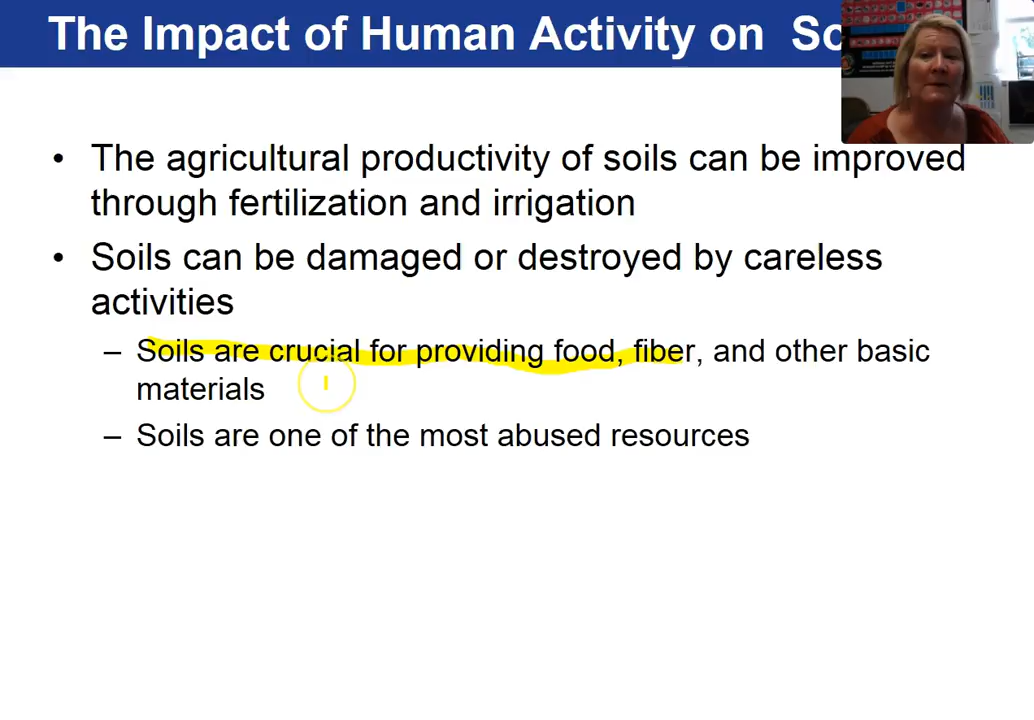 The Impact of Human Activity on
• The agricultural productivity of soils can be improved
through fertilization and irrigation
• Soils can be damaged or destroyed by careless
activities
– Soils are crucial for providing food, fiber, and other basic
materials
– Soils are one of the most abused resources